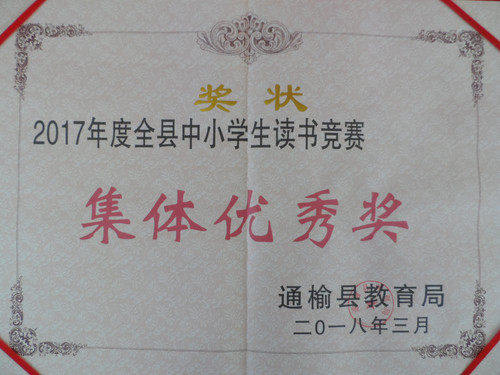 奖状
2017年度全县中小学生读书竞赛
集体优秀奖
通榆县教育局
二〇一八年三月